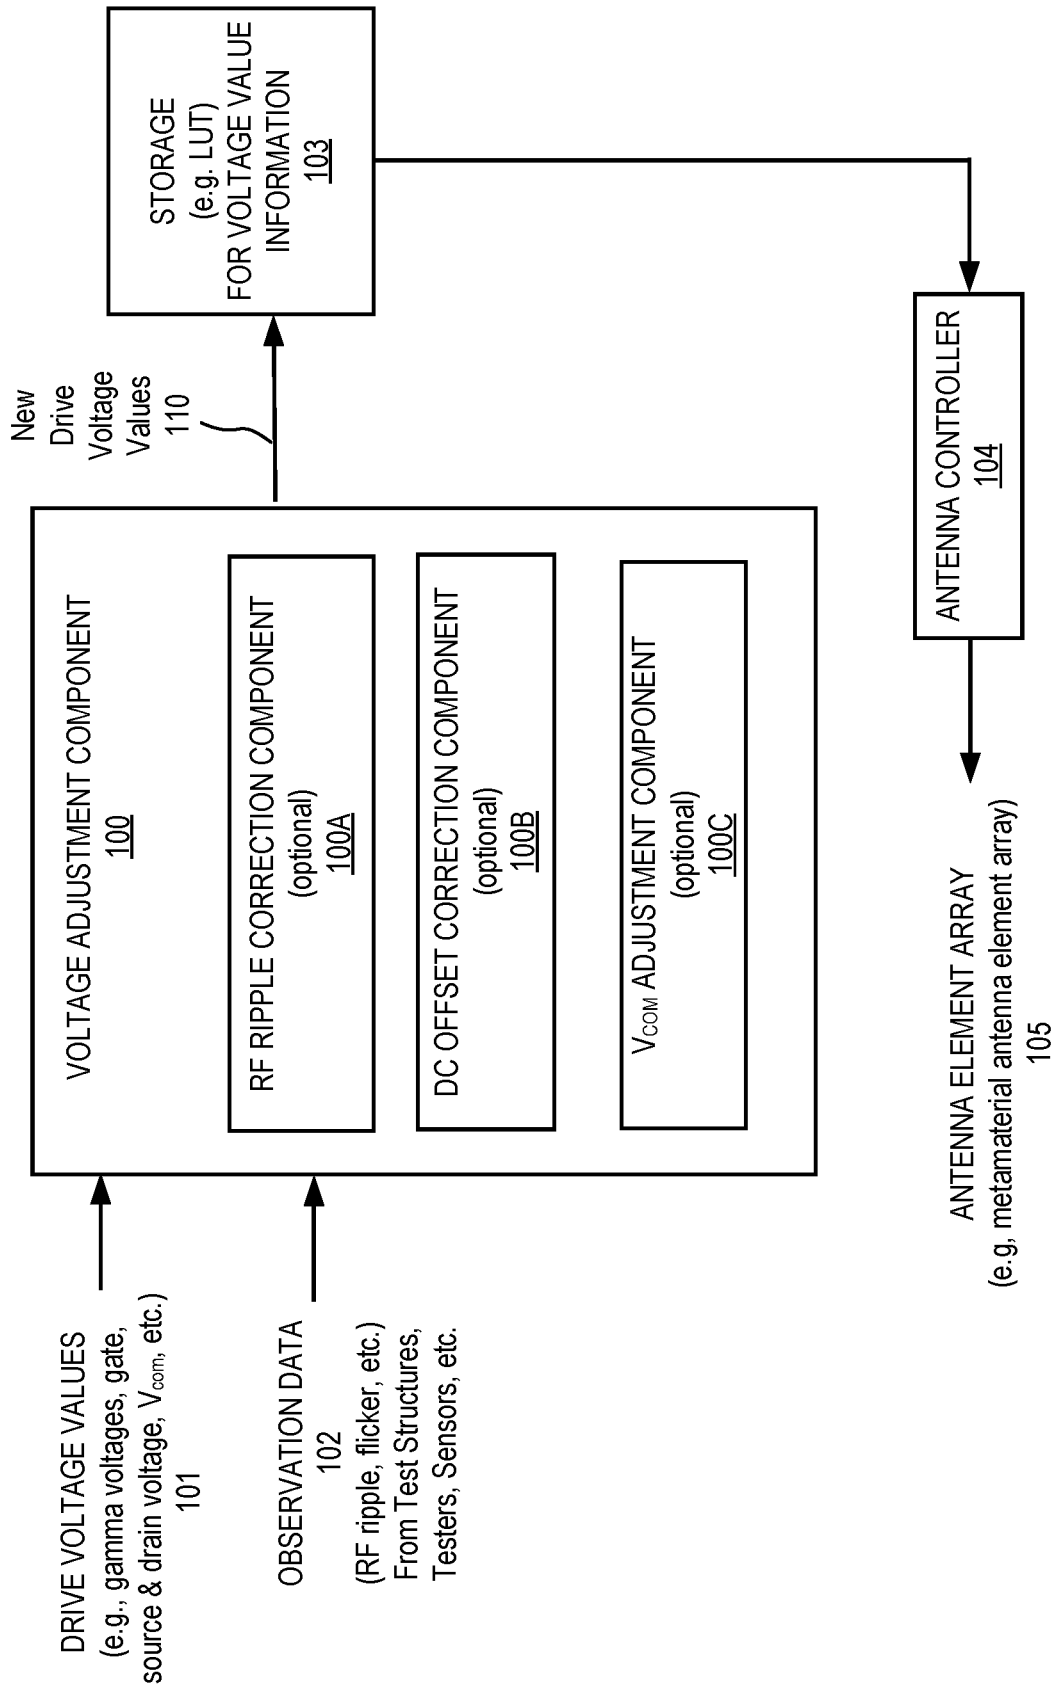 DRIVE VOLTAGE VALUES
(e.g., gamma voltages, gate,
source & drain voltage, Vcom, etc.)
101
OBSERVATION DATA
102
(RF ripple, flicker, etc.)
From Test Structures,
Testers, Sensors, etc.
VOLTAGE ADJUSTMENT COMPONENT
100
RF RIPPLE CORRECTION COMPONENT
(optional)
100A
DC OFFSET CORRECTION COMPONENT
(optional)
100B
VCOM ADJUSTMENT COMPONENT
(optional)
100C
New
Drive
Voltage
Values
110
STORAGE
(e.g. LUT)
FOR VOLTAGE VALUE
INFORMATION
103
ANTENNA CONTROLLER
104
ANTENNA ELEMENT ARRAY
(e.g, metamaterial antenna element array)
105